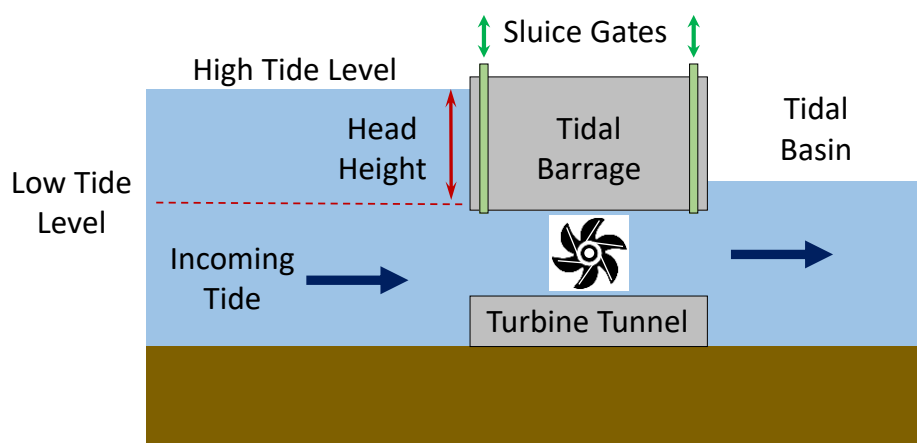 Sluice Gates
High Tide Level
Head
Height
Tidal
Barrage
Tidal
Basin
Low Tide
Level
Incoming
Tide
Turbine Tunnel